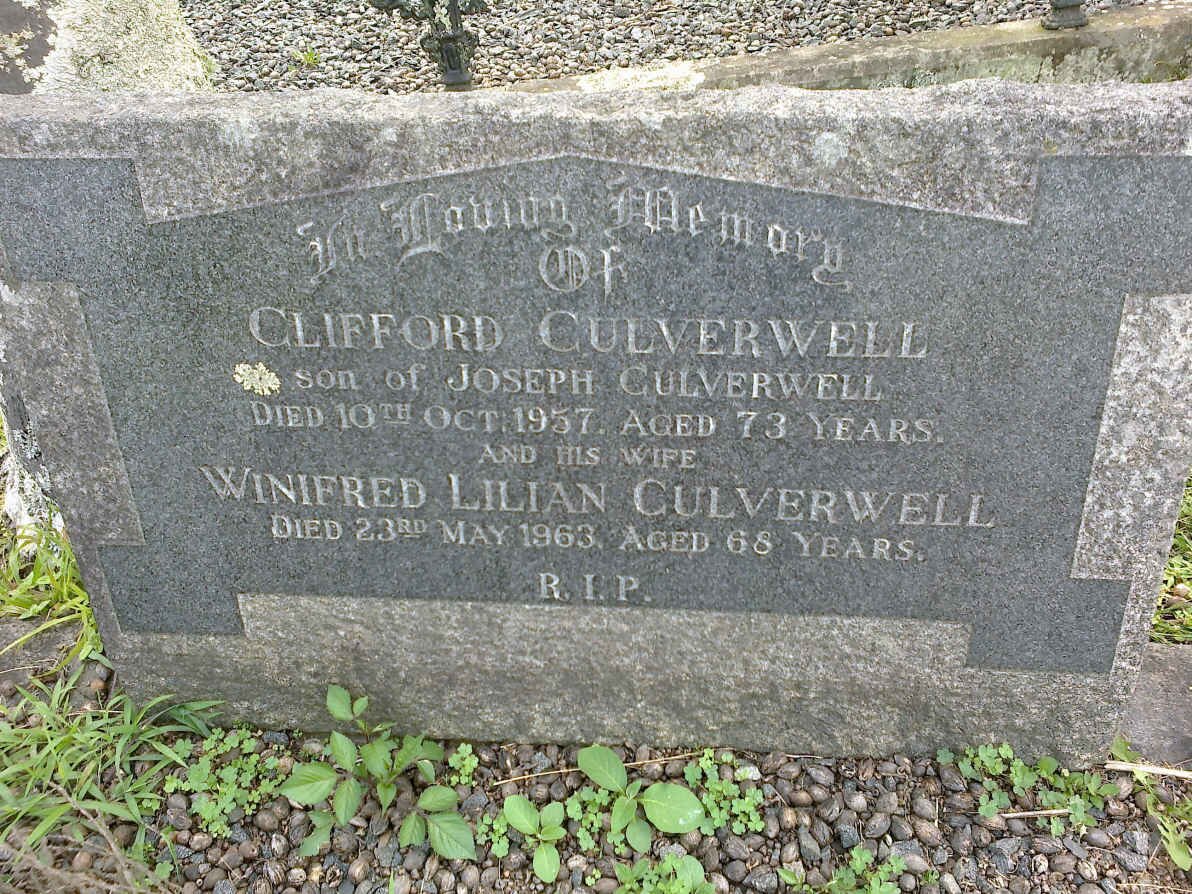 In Loving Memory
Of
CLIFFORD CULVERWELL
son of JOSEPH CULVERWELL
DIED 10TH OCT. 1957. AGED 73 YEARS.
AND HIS WIFE
WINIFRED LILIAN CULVERWELL
DIED 23RD MAY 1963. AGED 68 YEARS.
R.I.P.